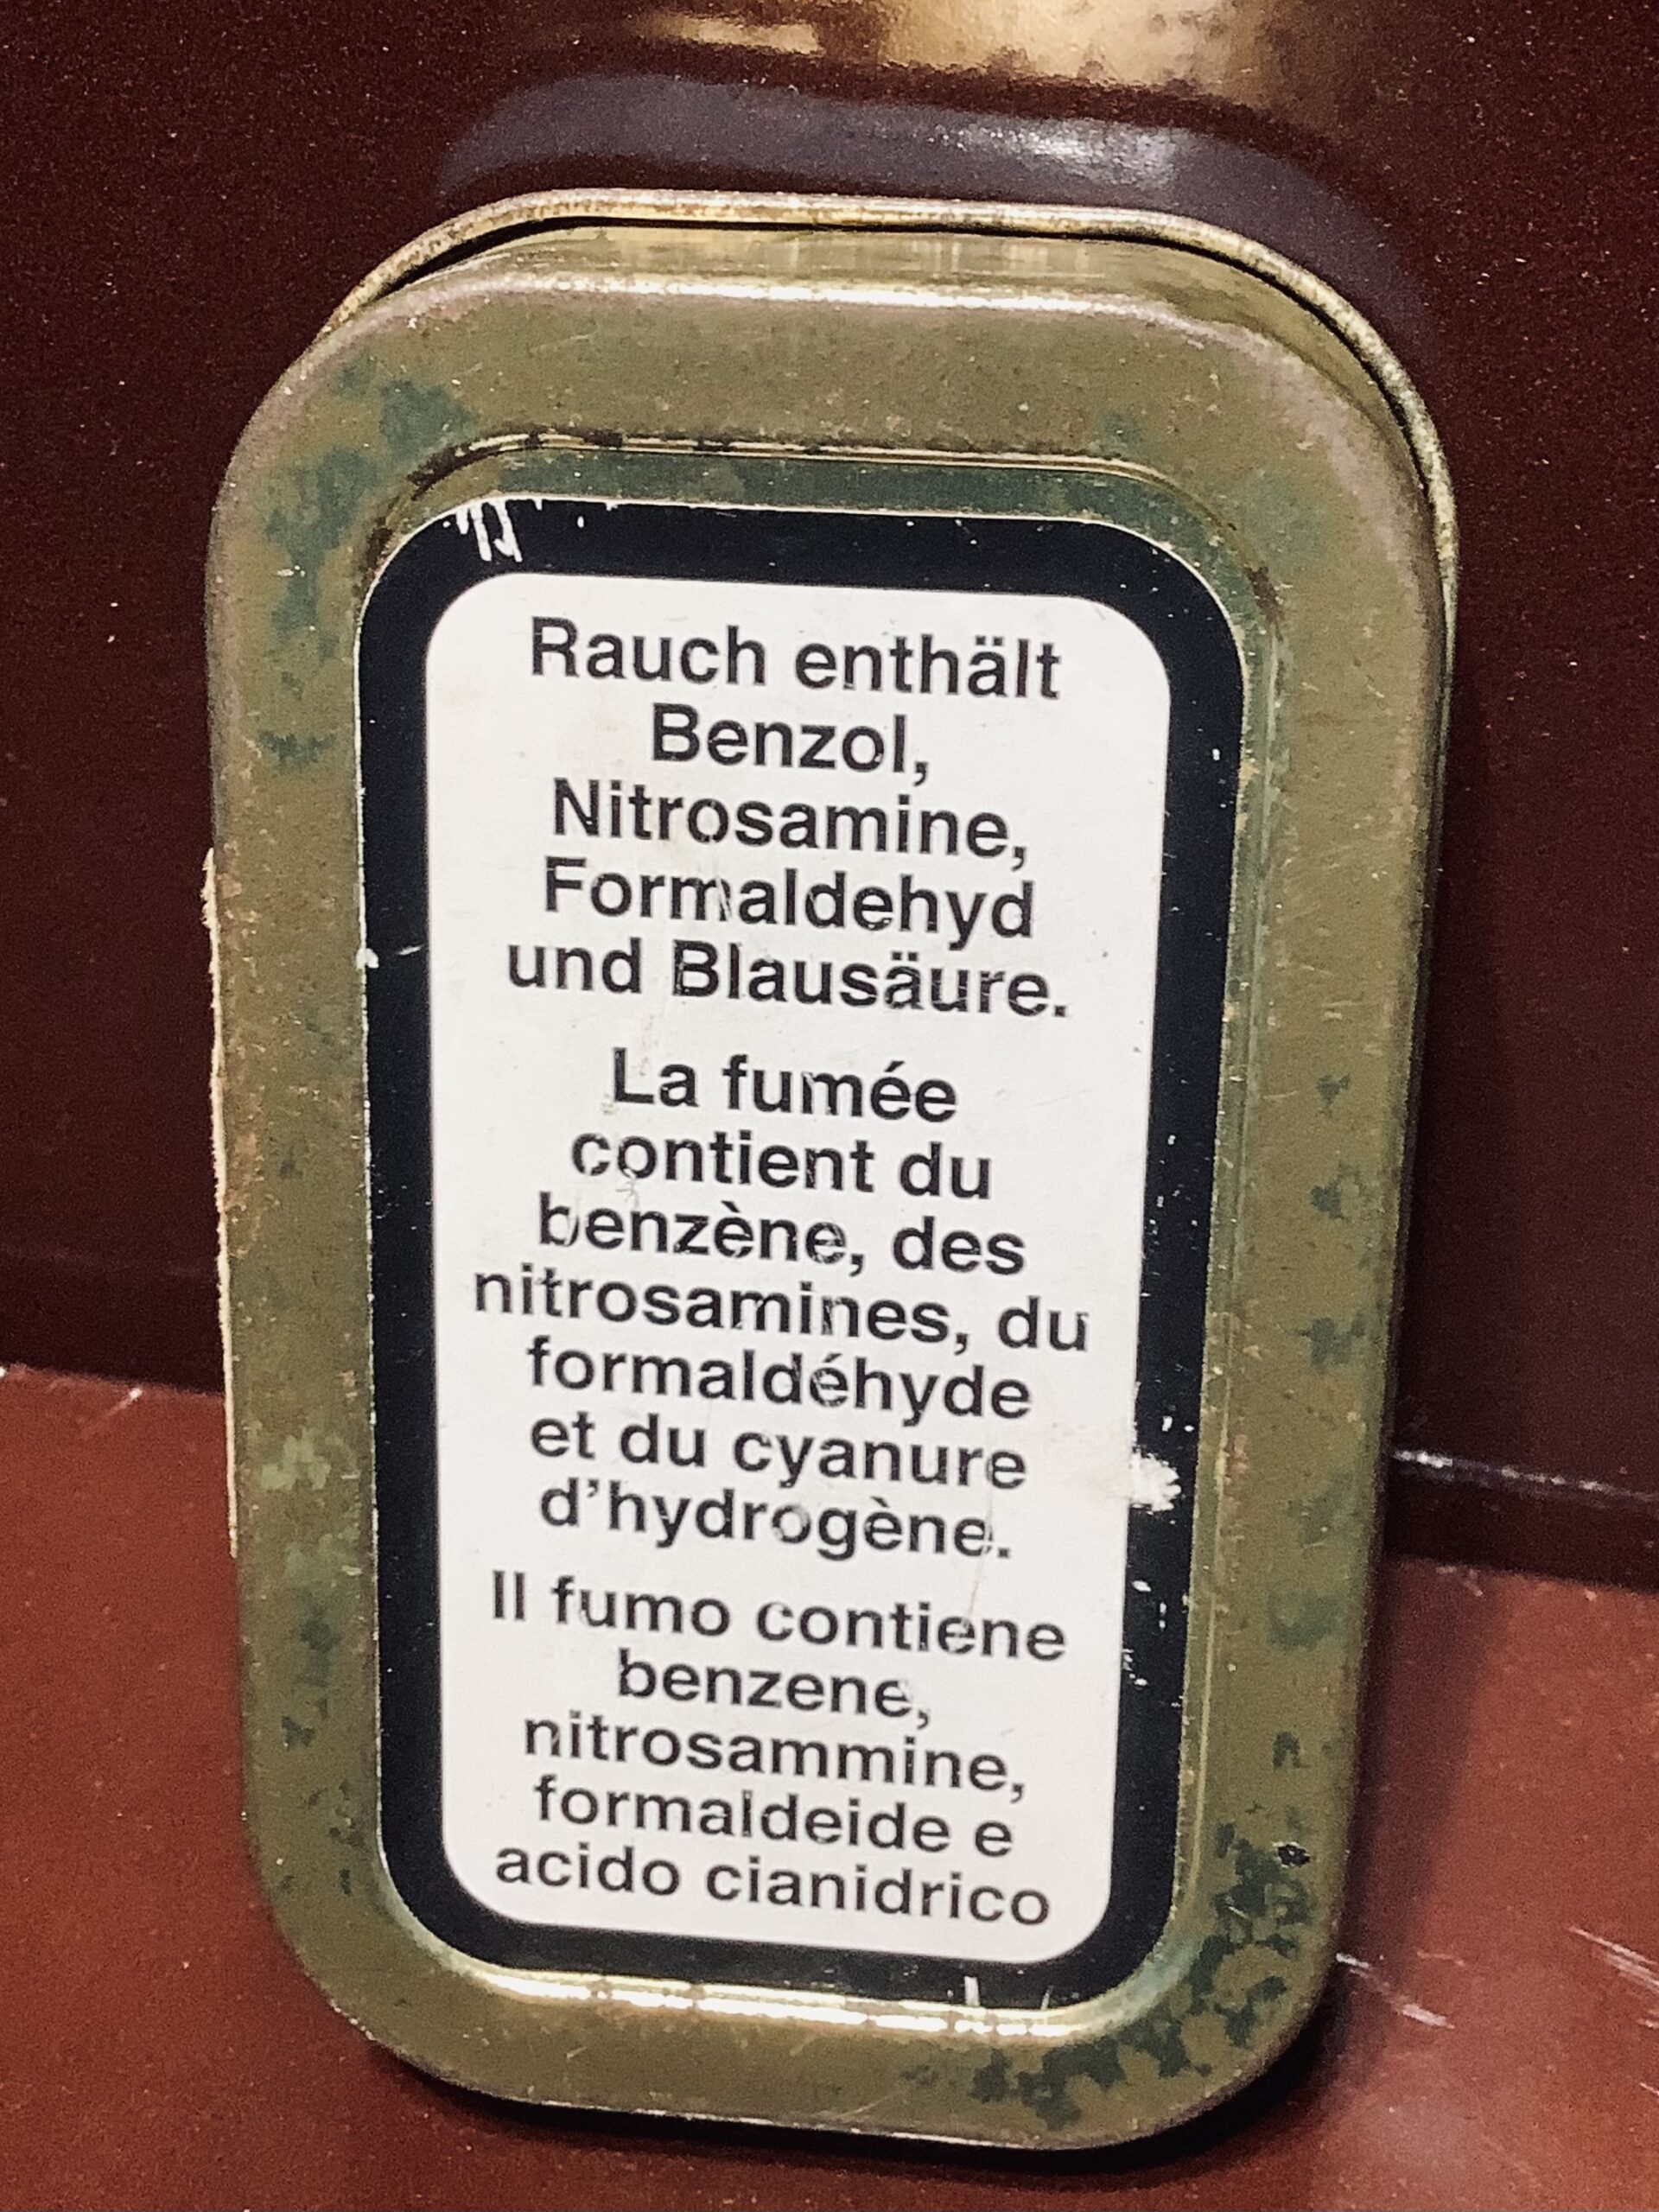 Rauch enthält
Benzol,
Nitrosamine,
Formaldehyd
und Blausäure.
La fumée
contient du
benzène, des
nitrosamines, du
formaldéhyde
et du cyanure
d'hydrogène.
Il fumo contiene
benzene,
nitrosammine,
formaldeide e
acido cianidrico